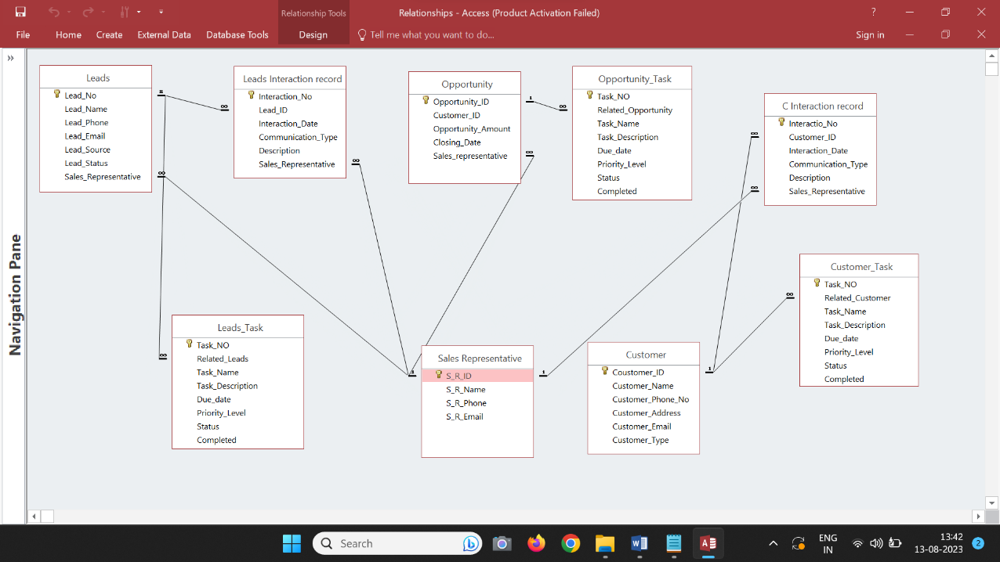 Relationship Tools
Relationships - Access (Product Activation Failed)
?
File
Home
Create
External Data
Database Tools
Design
Tell me what you want to do...
Sign in
»
Navigation Pane
Leads
Lead_No
Lead_Name
Lead_Phone
Lead_Email
Lead_Source
Lead_Status
Sales_Representative
Leads Interaction record
Interaction_No
Lead_ID
Interaction_Date
Communication_Type
Description
Sales_Representative
Opportunity
Opportunity_ID
Customer_ID
Opportunity_Amount
Closing_Date
Sales_representative
Opportunity_Task
Task_NO
Related_Opportunity
Task_Name
Task_Description
Due_date
Priority_Level
Status
Completed
C Interaction record
Interactio_No
Customer_ID
Interaction_Date
Communication_Type
Description
Sales_Representative
Leads_Task
Task_NO
Related_Leads
Task_Name
Task_Description
Due_date
Priority_Level
Status
Completed
Sales Representative
S_R_ID
S_R_Name
S_R_Phone
S_R_Email
Customer
Coustomer_ID
Customer_Name
Customer_Phone_No
Customer_Address
Customer_Email
Customer_Type
Customer_Task
Task_NO
Related_Customer
Task_Name
Task_Description
Due_date
Priority_Level
Status
Completed
1
∞
∞
∞
∞
1
∞
∞
∞
∞
1
1
1
∞
Search
ENG
IN
13:42
13-08-2023
2